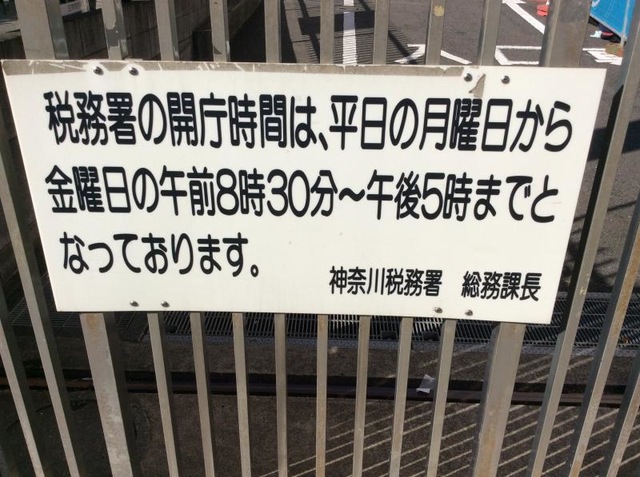 税務署の開庁時間は、平日の月曜日から
金曜日の午前8時30分〜午後5時までと
なっております。
神奈川税務署 総務課長